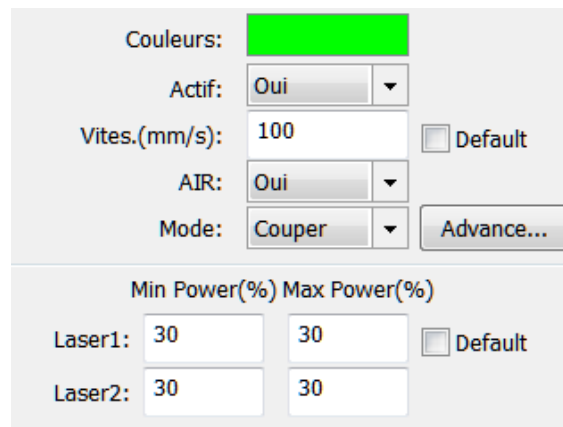 Couleurs:
Actif: Oui
Vites.(mm/s): 100 Default
AIR: Oui
Mode: Couper Advance...
Min Power(%) Max Power(%)
Laser1: 30 30 Default
Laser2: 30 30